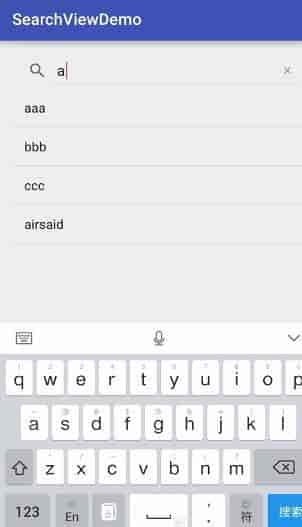 SearchViewDemo
a
aaa
bbb
ccc
airsaid
q w e r t y u i o p
a s d f g h j k l
z x c v b n m
123 En , 符 搜索